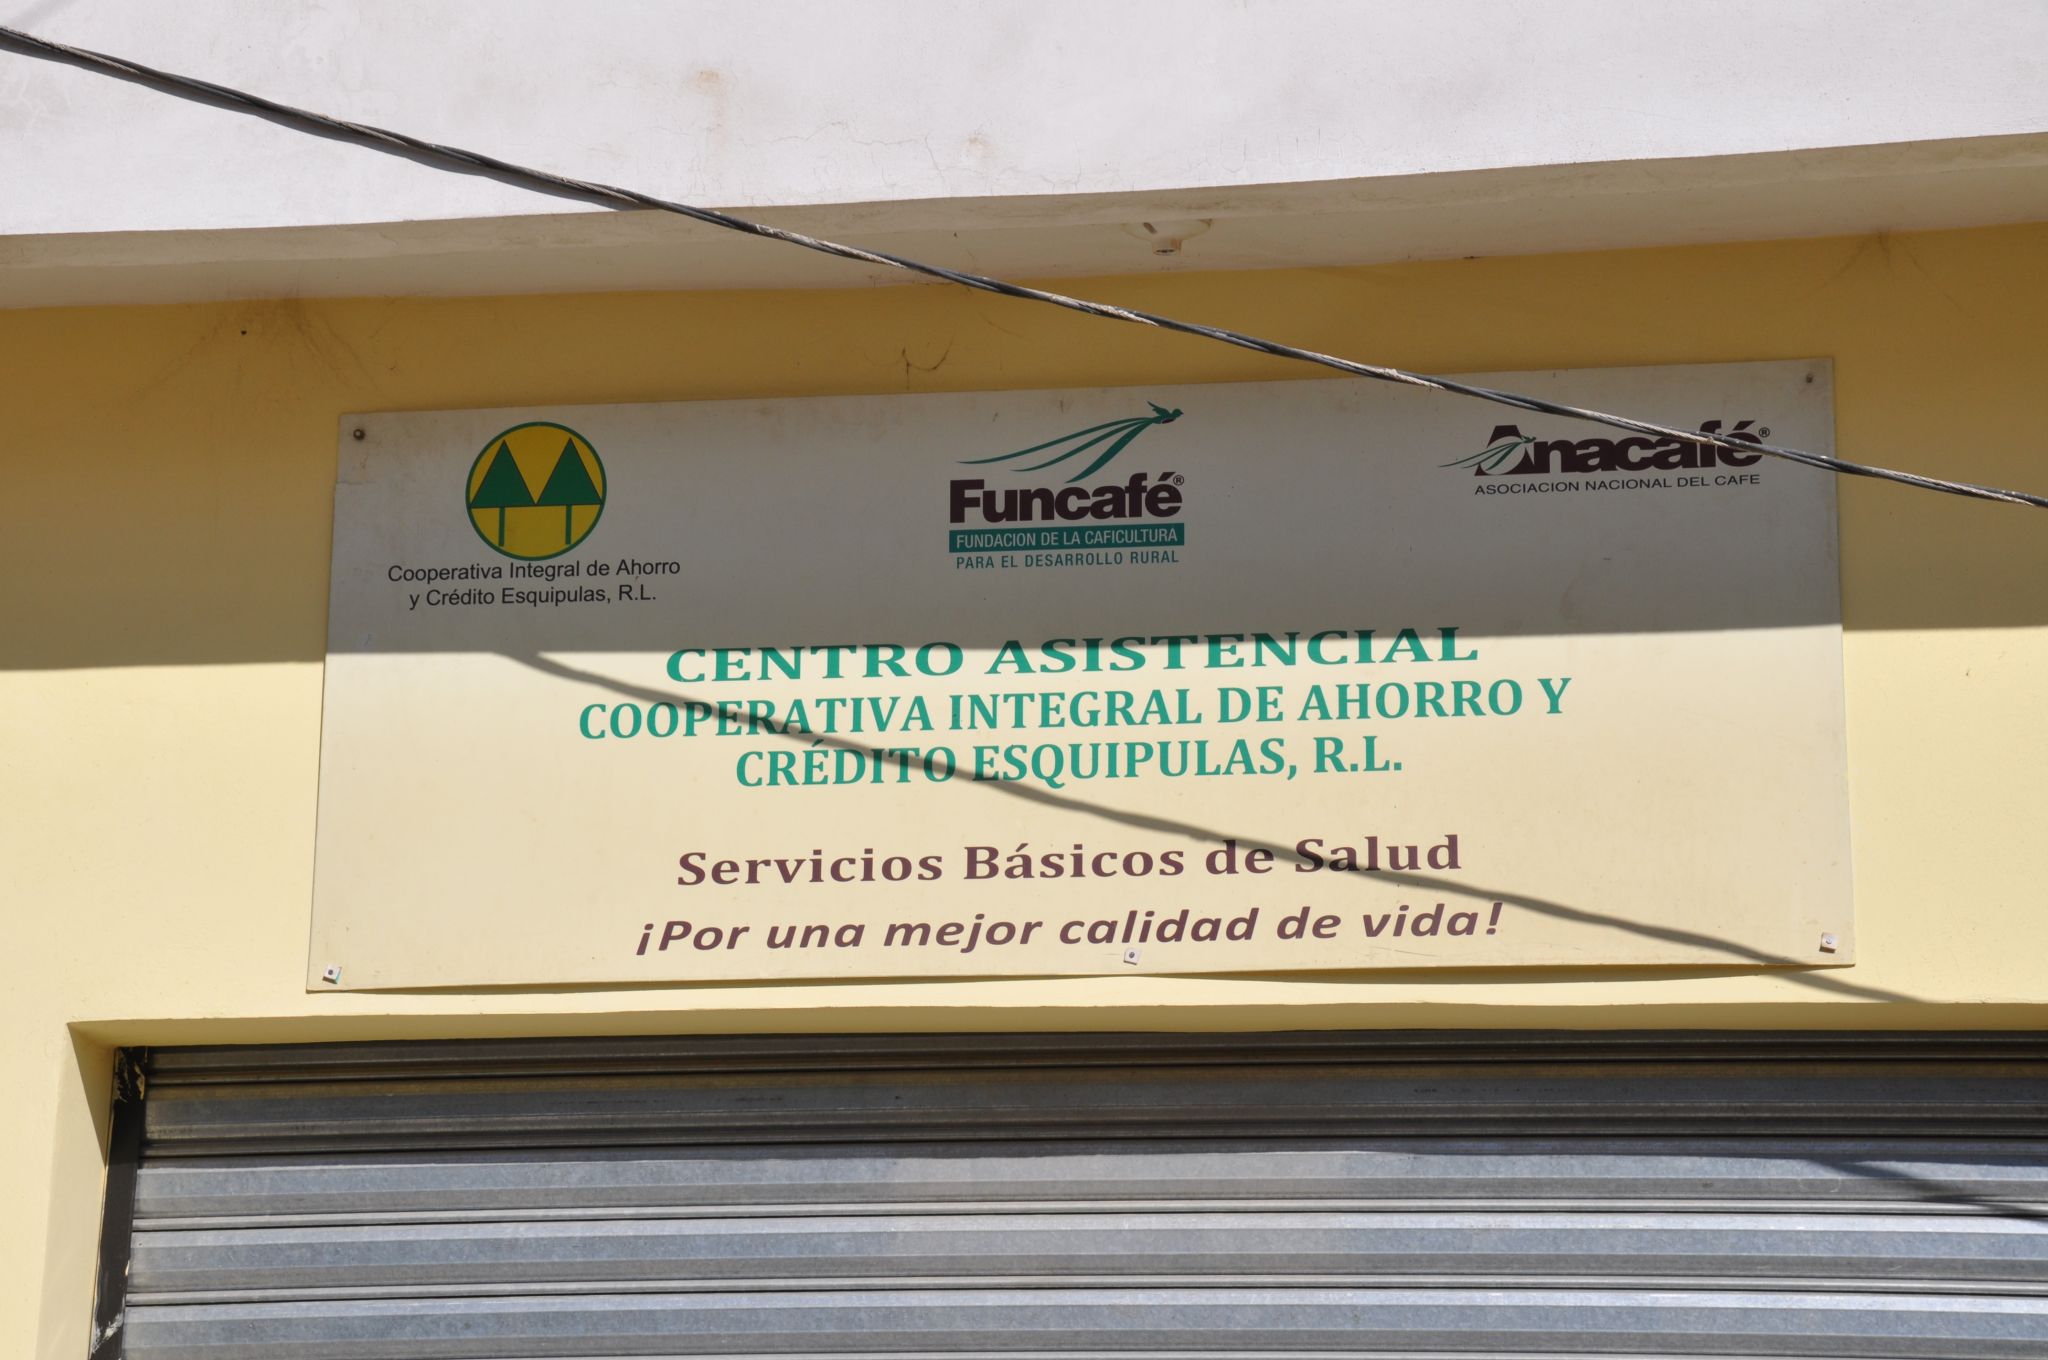 Cooperativa Integral de Ahorro
y Crédito Esquipulas, R.L.
Funcafé®
FUNDACION DE LA CAFICULTURA
PARA EL DESARROLLO RURAL
Anacafé®
ASOCIACION NACIONAL DEL CAFE
CENTRO ASISTENCIAL
COOPERATIVA INTEGRAL DE AHORRO Y
CRÉDITO ESQUIPULAS, R.L.
Servicios Básicos de Salud
¡Por una mejor calidad de vida!